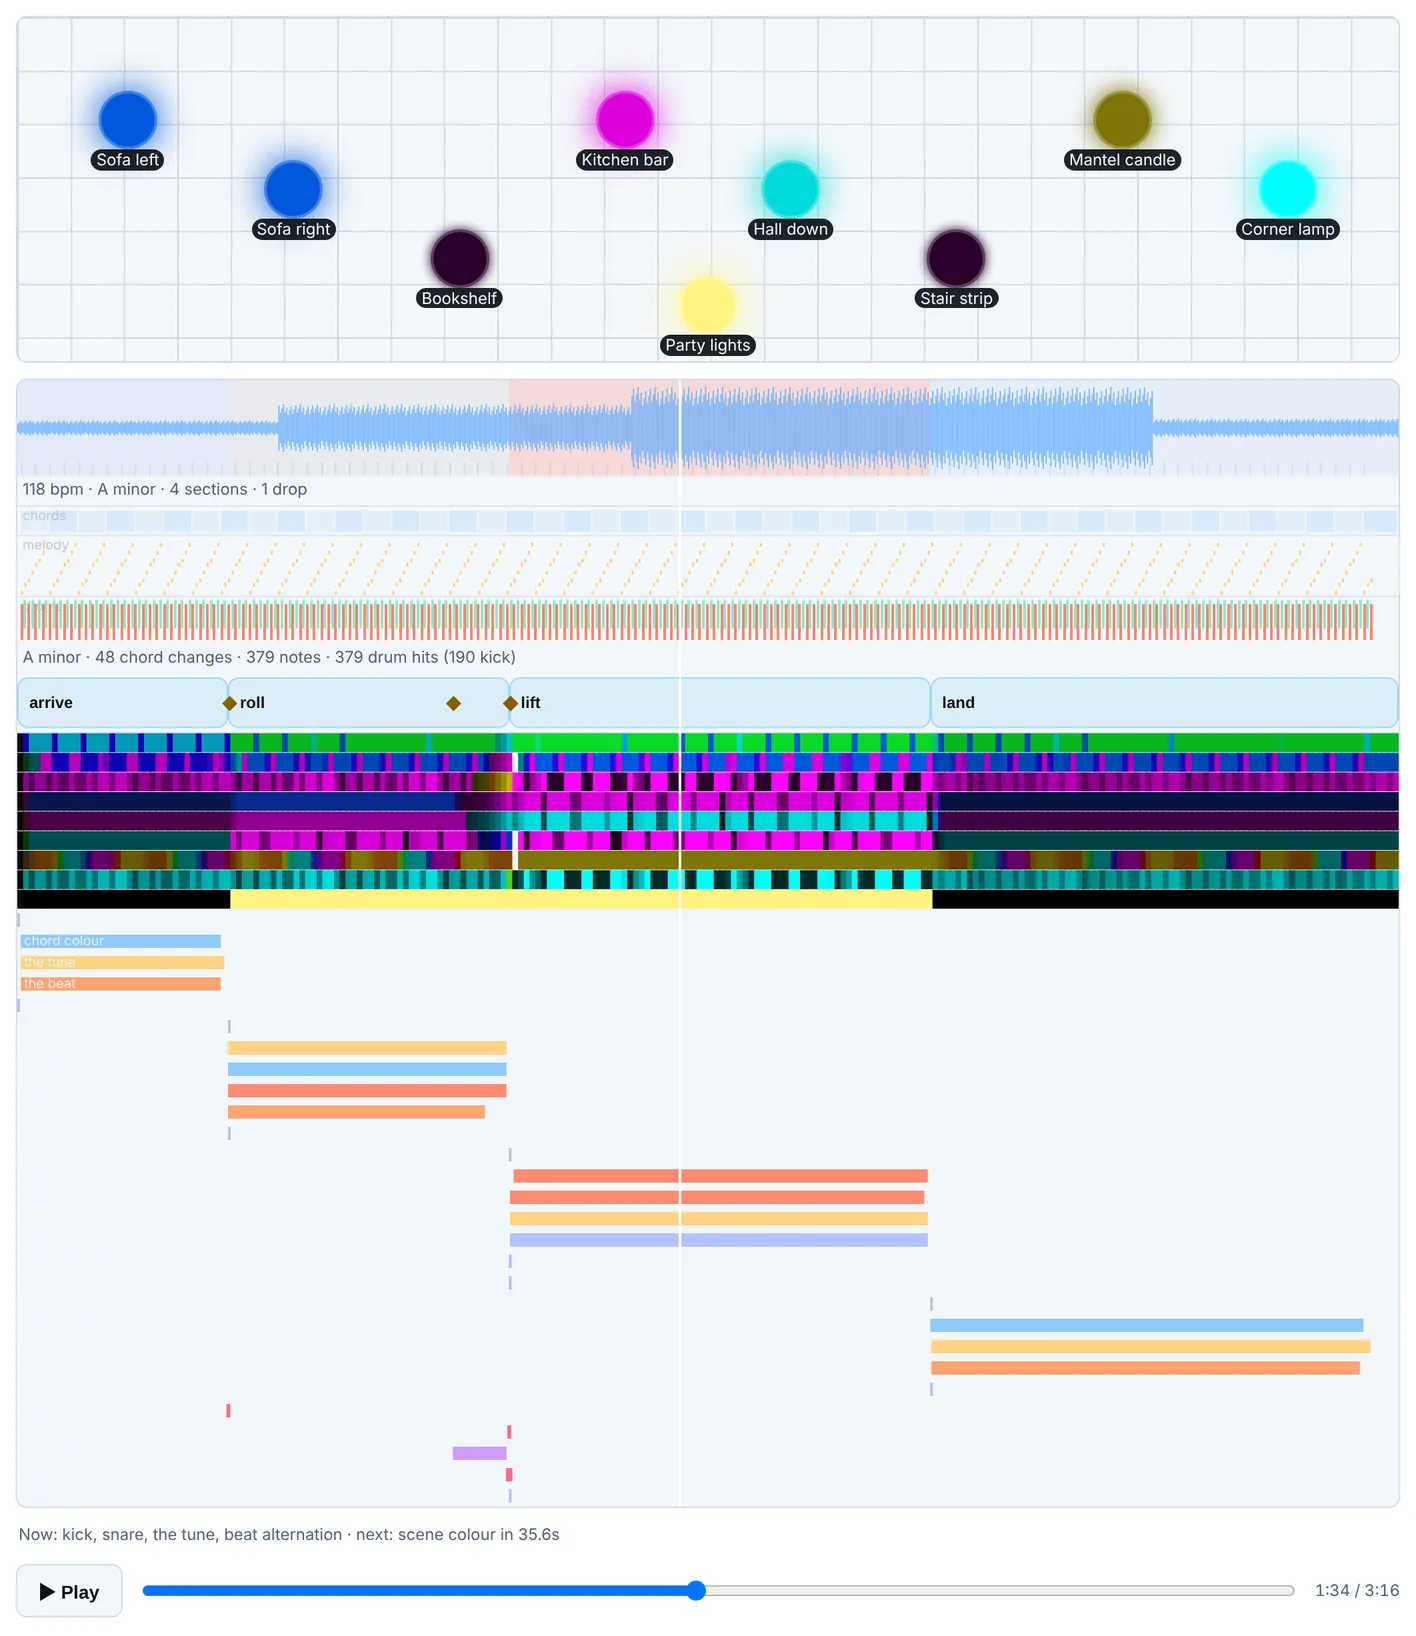 Sofa left
Kitchen bar
Mantel candle
Sofa right
Hall down
Corner lamp
Bookshelf
Stair strip
Party lights
118 bpm · A minor · 4 sections · 1 drop
chords
melody
A minor · 48 chord changes · 379 notes · 379 drum hits (190 kick)
arrive
roll
lift
land
chord colour
the tune
the beat
Now: kick, snare, the tune, beat alternation · next: scene colour in 35.6s
Play
1:34 / 3:16